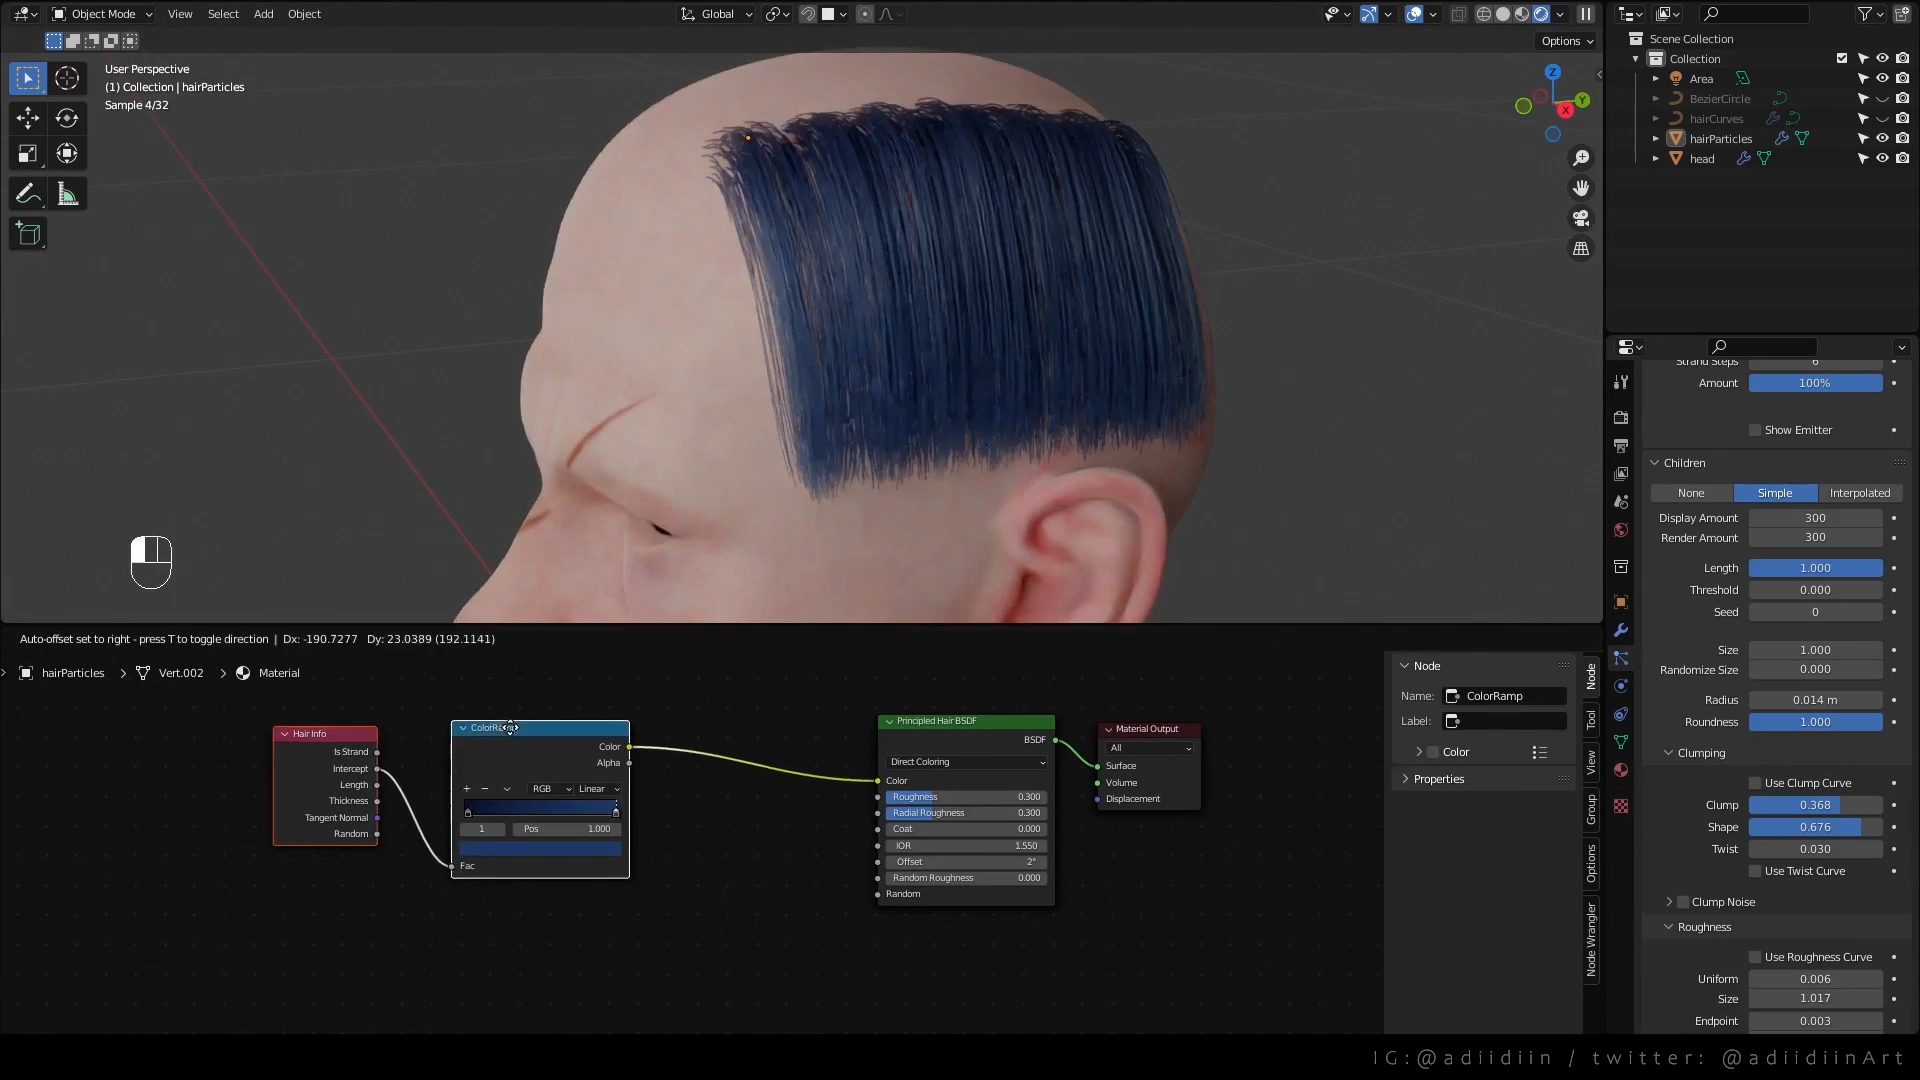 Object Mode
View
Select
Add
Object
Global
Options
User Perspective
(1) Collection | hairParticles
Sample 4/32
Z
Y
X
Scene Collection
Collection
Area
BezierCircle
hairCurves
hairParticles
head
Strand Steps 6
Amount 100%
Show Emitter
Children
None Simple Interpolated
Display Amount 300
Render Amount 300
Length 1.000
Threshold 0.000
Seed 0
Size 1.000
Randomize Size 0.000
Radius 0.014 m
Roundness 1.000
Clumping
Use Clump Curve
Clump 0.368
Shape 0.676
Twist 0.030
Use Twist Curve
Clump Noise
Roughness
Use Roughness Curve
Uniform 0.006
Size 1.017
Endpoint 0.003
Auto-offset set to right - press T to toggle direction | Dx: -190.7277 Dy: 23.0389 (192.1141)
hairParticles
Vert.002
Material
Hair Info
Is Strand
Intercept
Length
Thickness
Tangent Normal
Random
Color
Alpha
RGB
Linear
1
Pos 1.000
Fac
Principled Hair BSDF
BSDF
Direct Coloring
Color
Roughness 0.300
Radial Roughness 0.300
Coat 0.000
IOR 1.550
Offset 2°
Random Roughness 0.000
Random
Material Output
All
Surface
Volume
Displacement
Node
Name: ColorRamp
Label:
Color
Properties
Node
Tool
View
Group
Options
Node Wrangler
IG:@adiidiin / twitter: @adiidiinArt